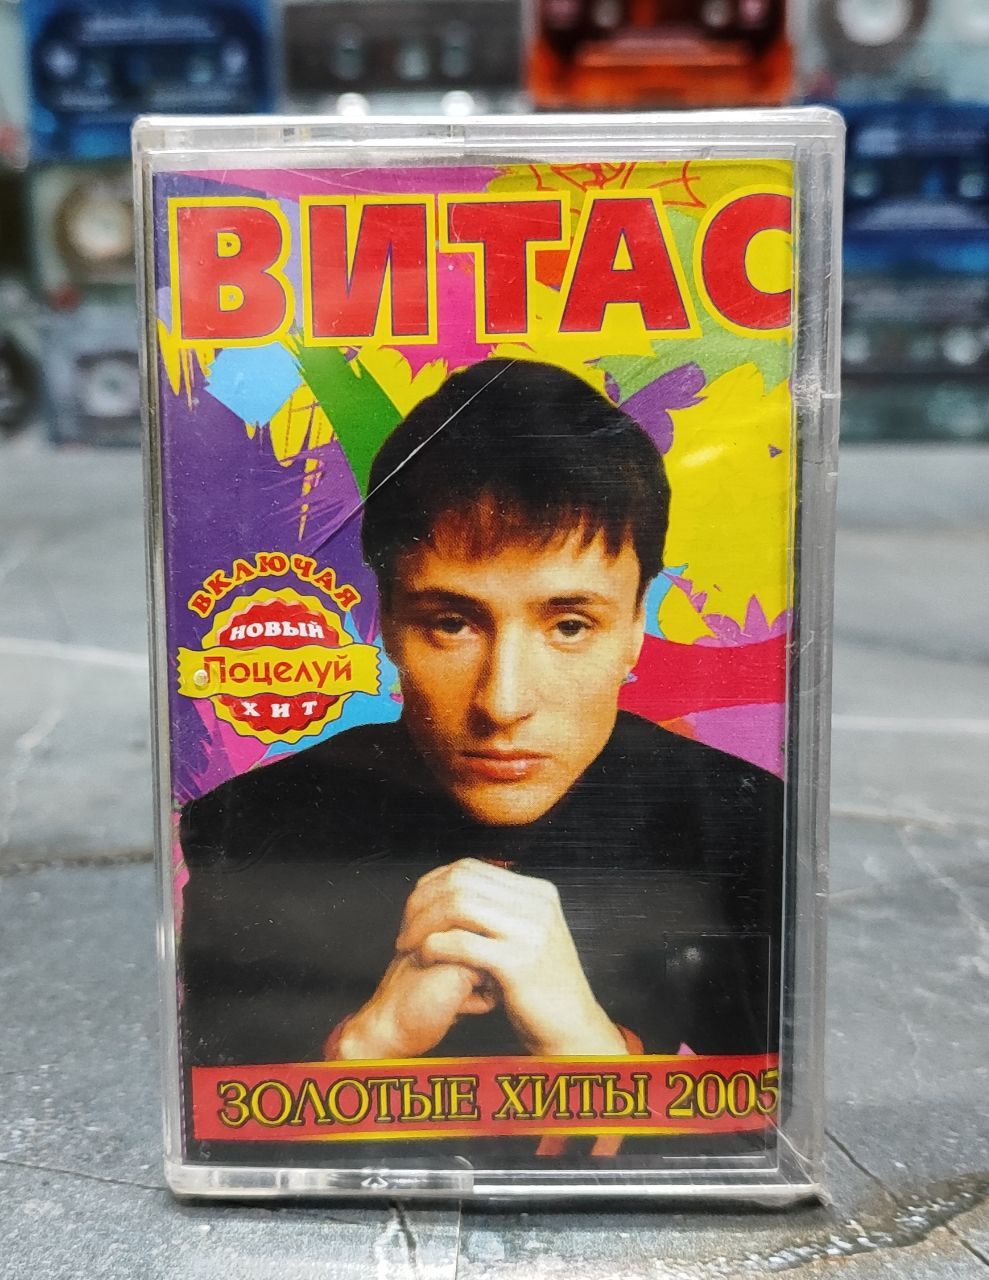 ВИТАС
ВКЛЮЧАЯ
НОВЫЙ
Поцелуй
ХИТ
ЗОЛОТЫЕ ХИТЫ 2005